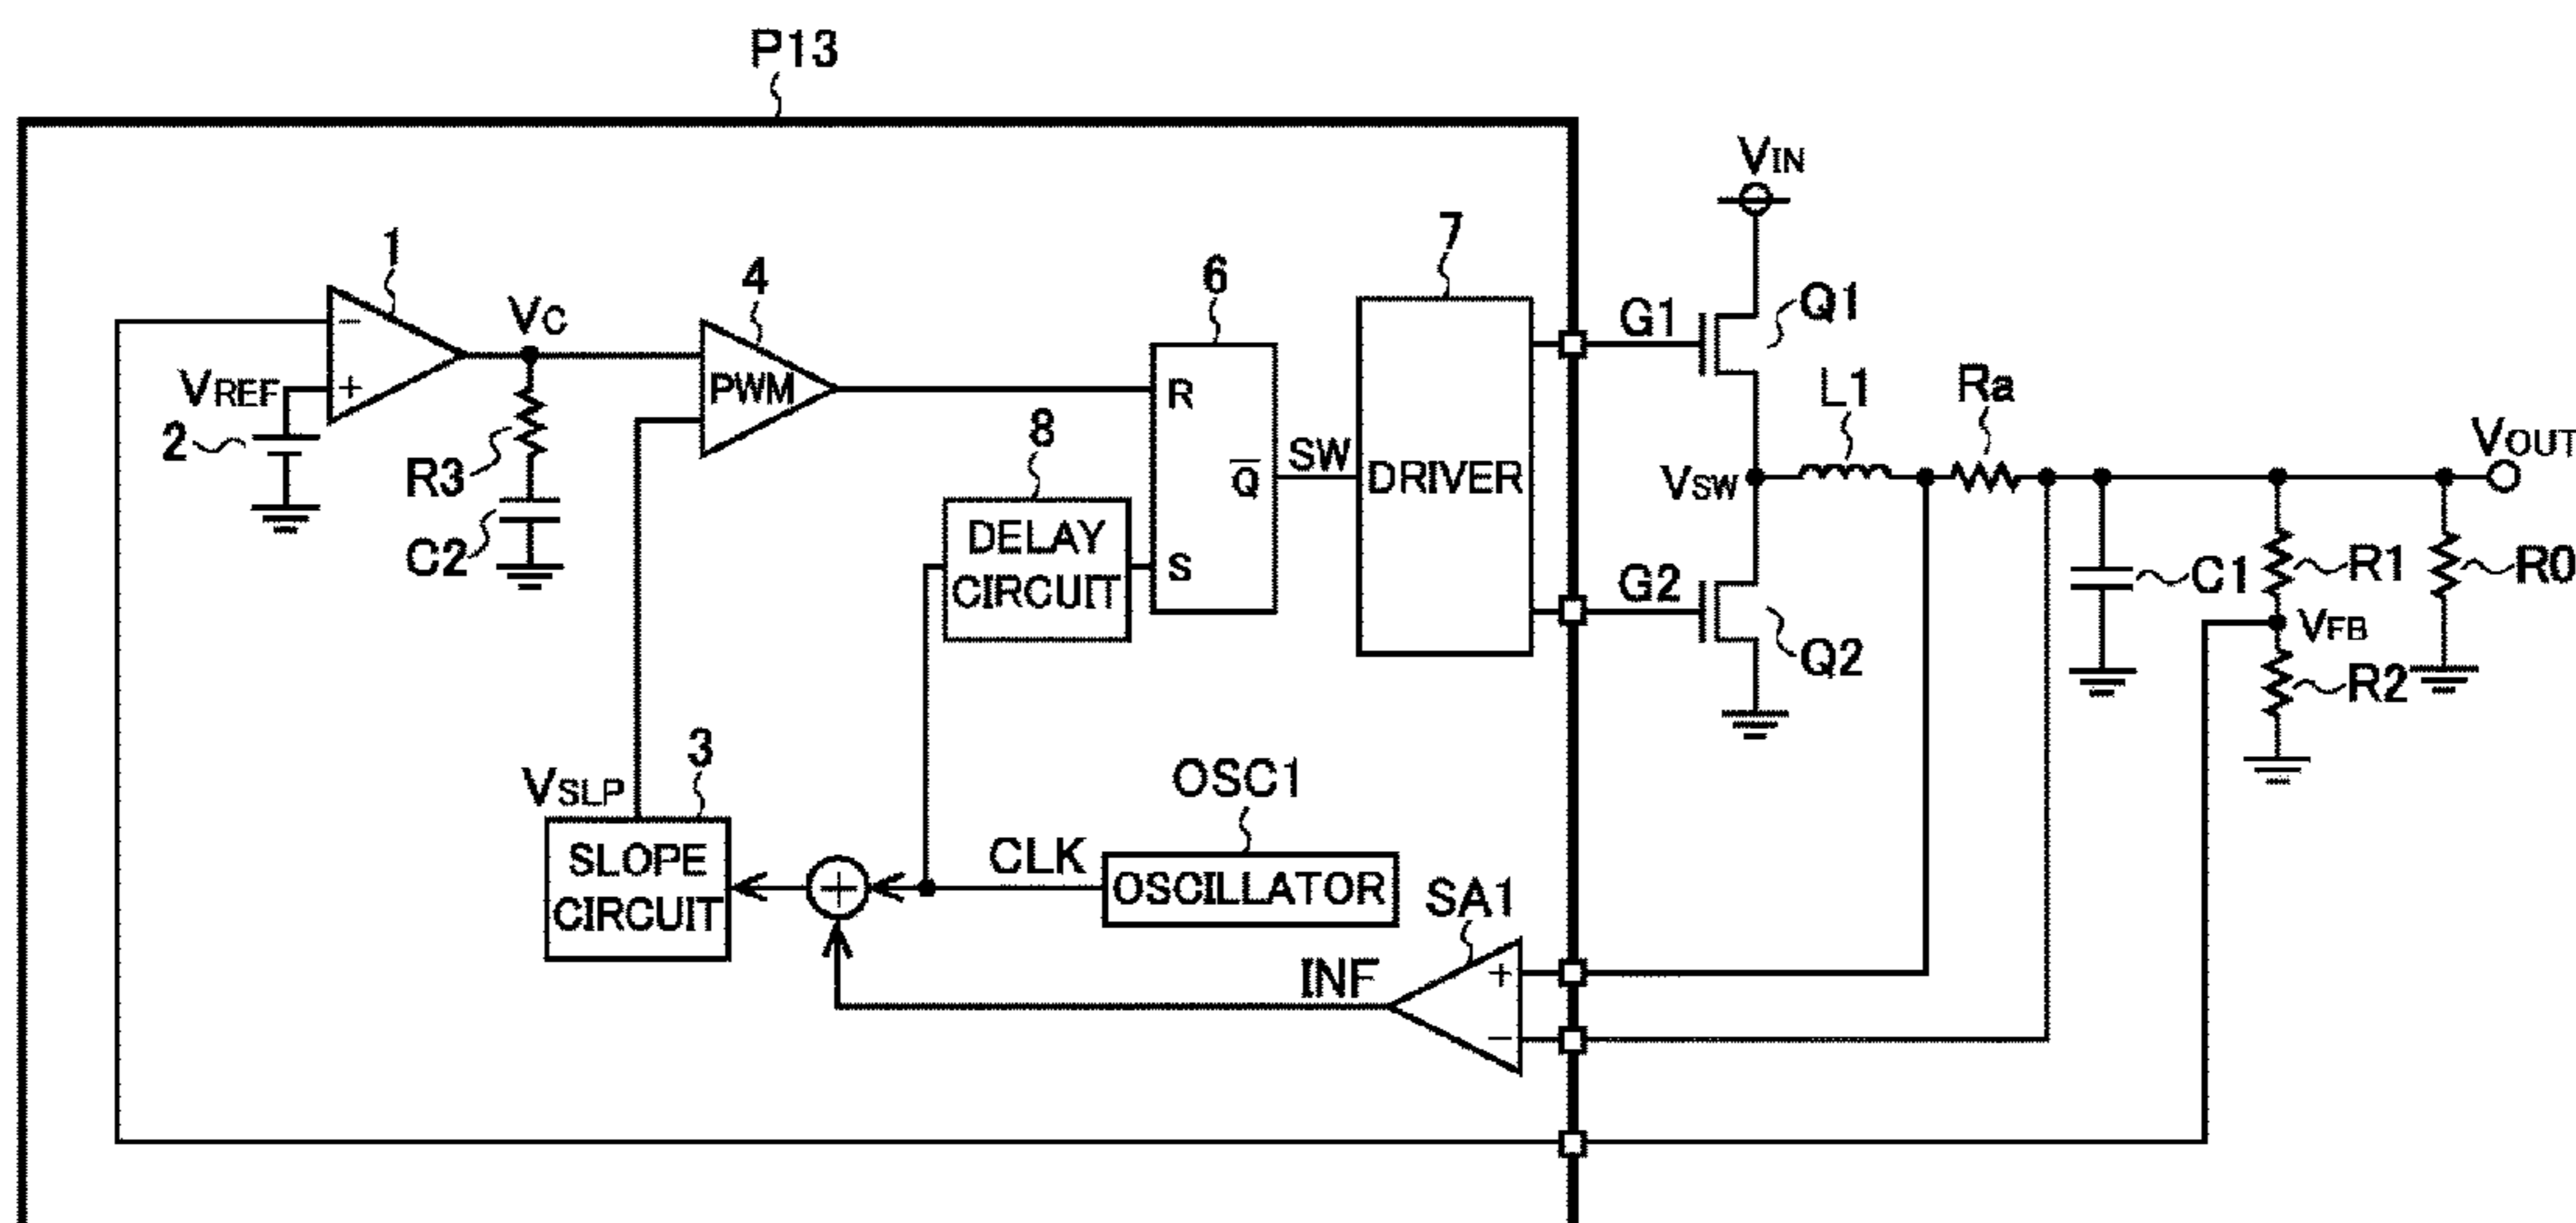 P13
VIN
1
VC
4
6
7
G1
Q1
−
VREF
+
2
PWM
R
8
R3
L1
Ra
VOUT
Q
SW
DRIVER
VSW
DELAY
CIRCUIT
C2
S
G2
Q2
C1
R1
R0
VFB
R2
3
VSLP
OSC1
SLOPE
CIRCUIT
+
CLK
OSCILLATOR
SA1
INF
+
−